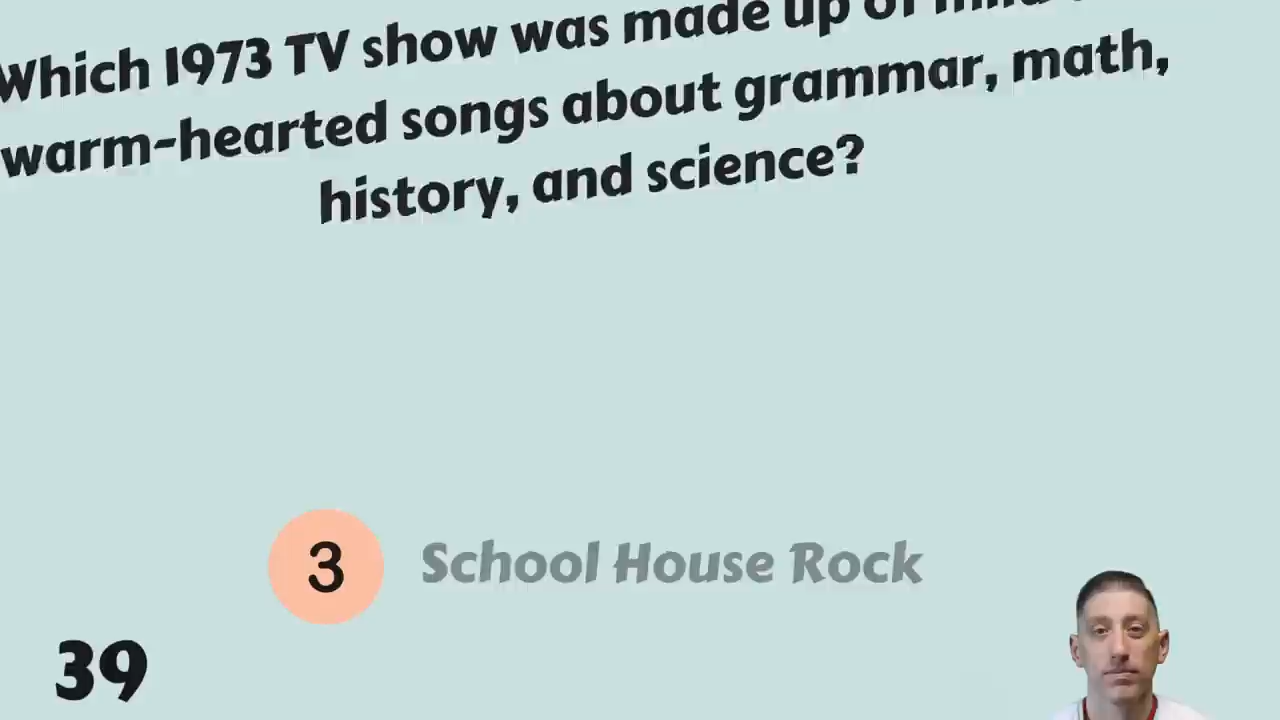 Which 1973 TV show was made up of
warm-hearted songs about grammar, math,
history, and science?
3 School House Rock
39